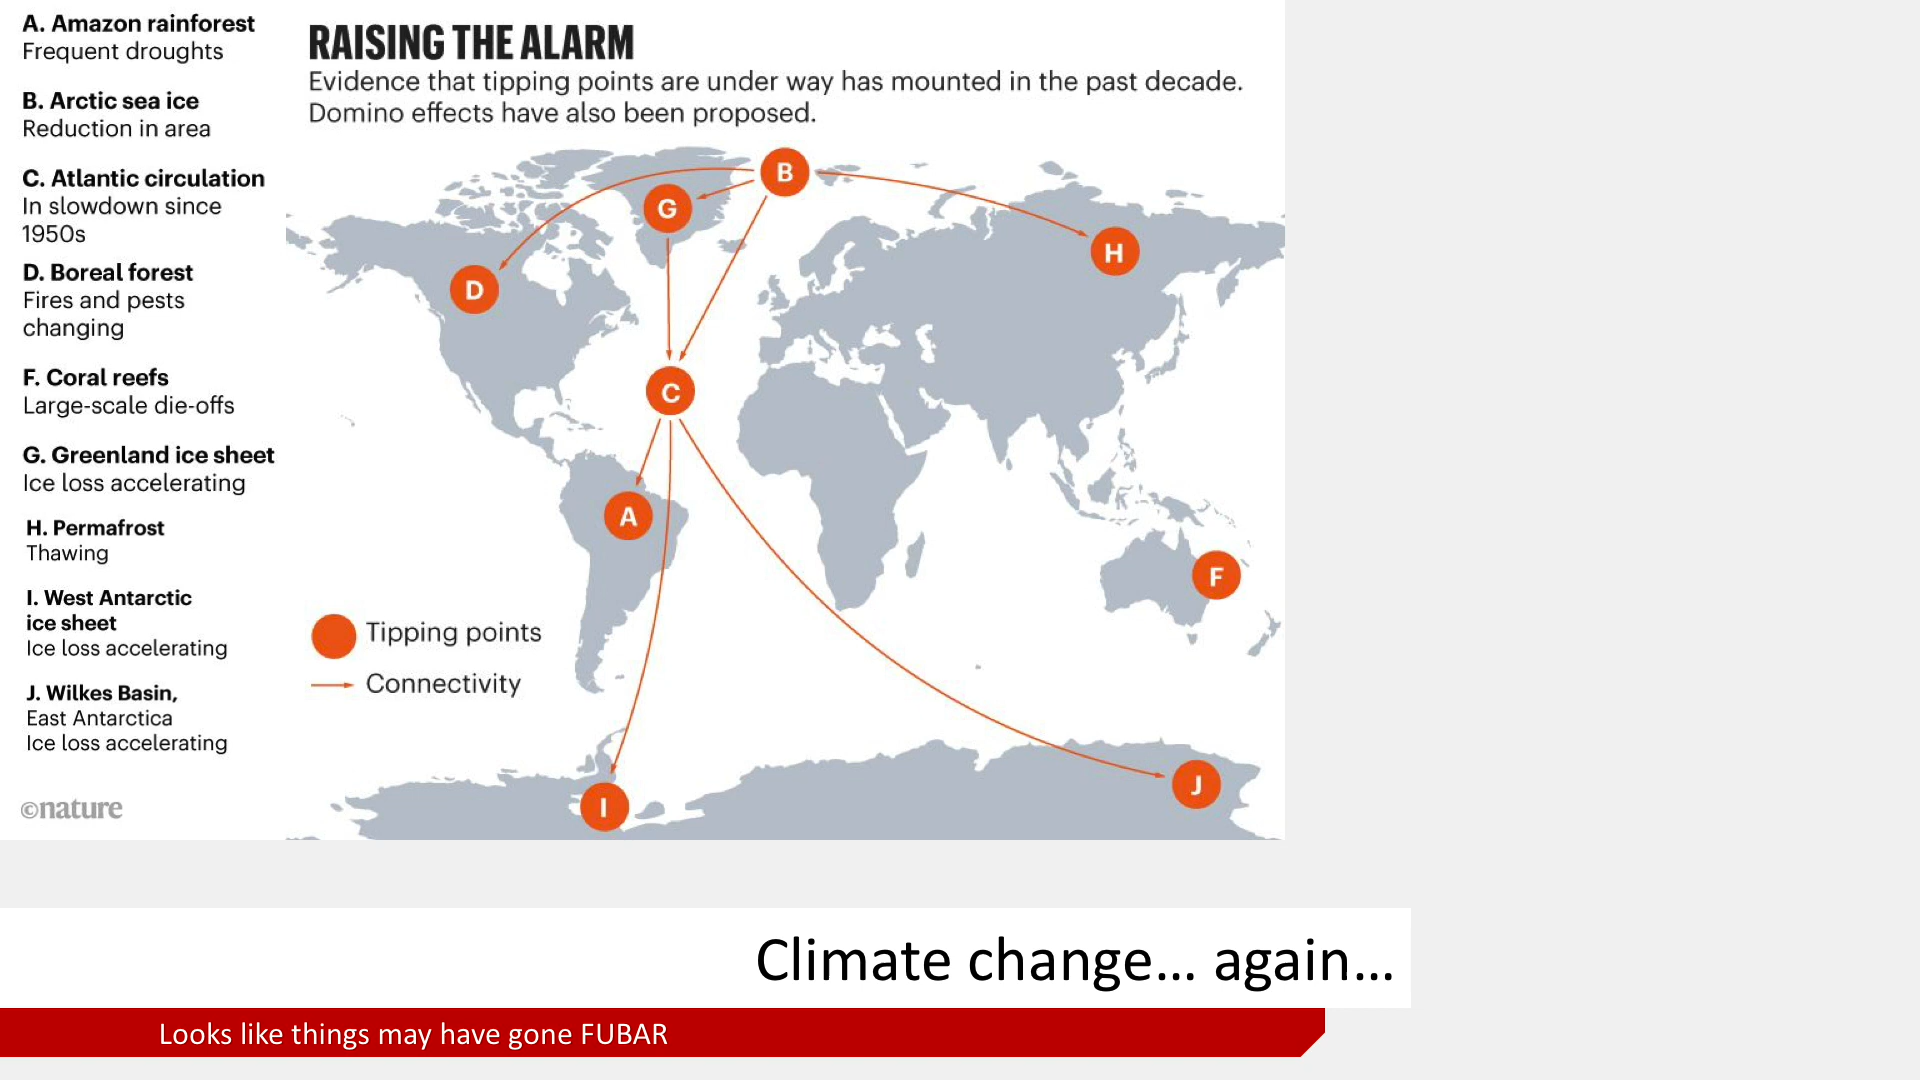 A. Amazon rainforest
Frequent droughts
B. Arctic sea ice
Reduction in area
C. Atlantic circulation
In slowdown since
1950s
D. Boreal forest
Fires and pests
changing
F. Coral reefs
Large-scale die-offs
G. Greenland ice sheet
Ice loss accelerating
H. Permafrost
Thawing
I. West Antarctic
ice sheet
Ice loss accelerating
J. Wilkes Basin,
East Antarctica
Ice loss accelerating
©nature
RAISING THE ALARM
Evidence that tipping points are under way has mounted in the past decade.
Domino effects have also been proposed.
B
G
H
D
C
A
F
Tipping points
Connectivity
J
I
Climate change... again...
Looks like things may have gone FUBAR